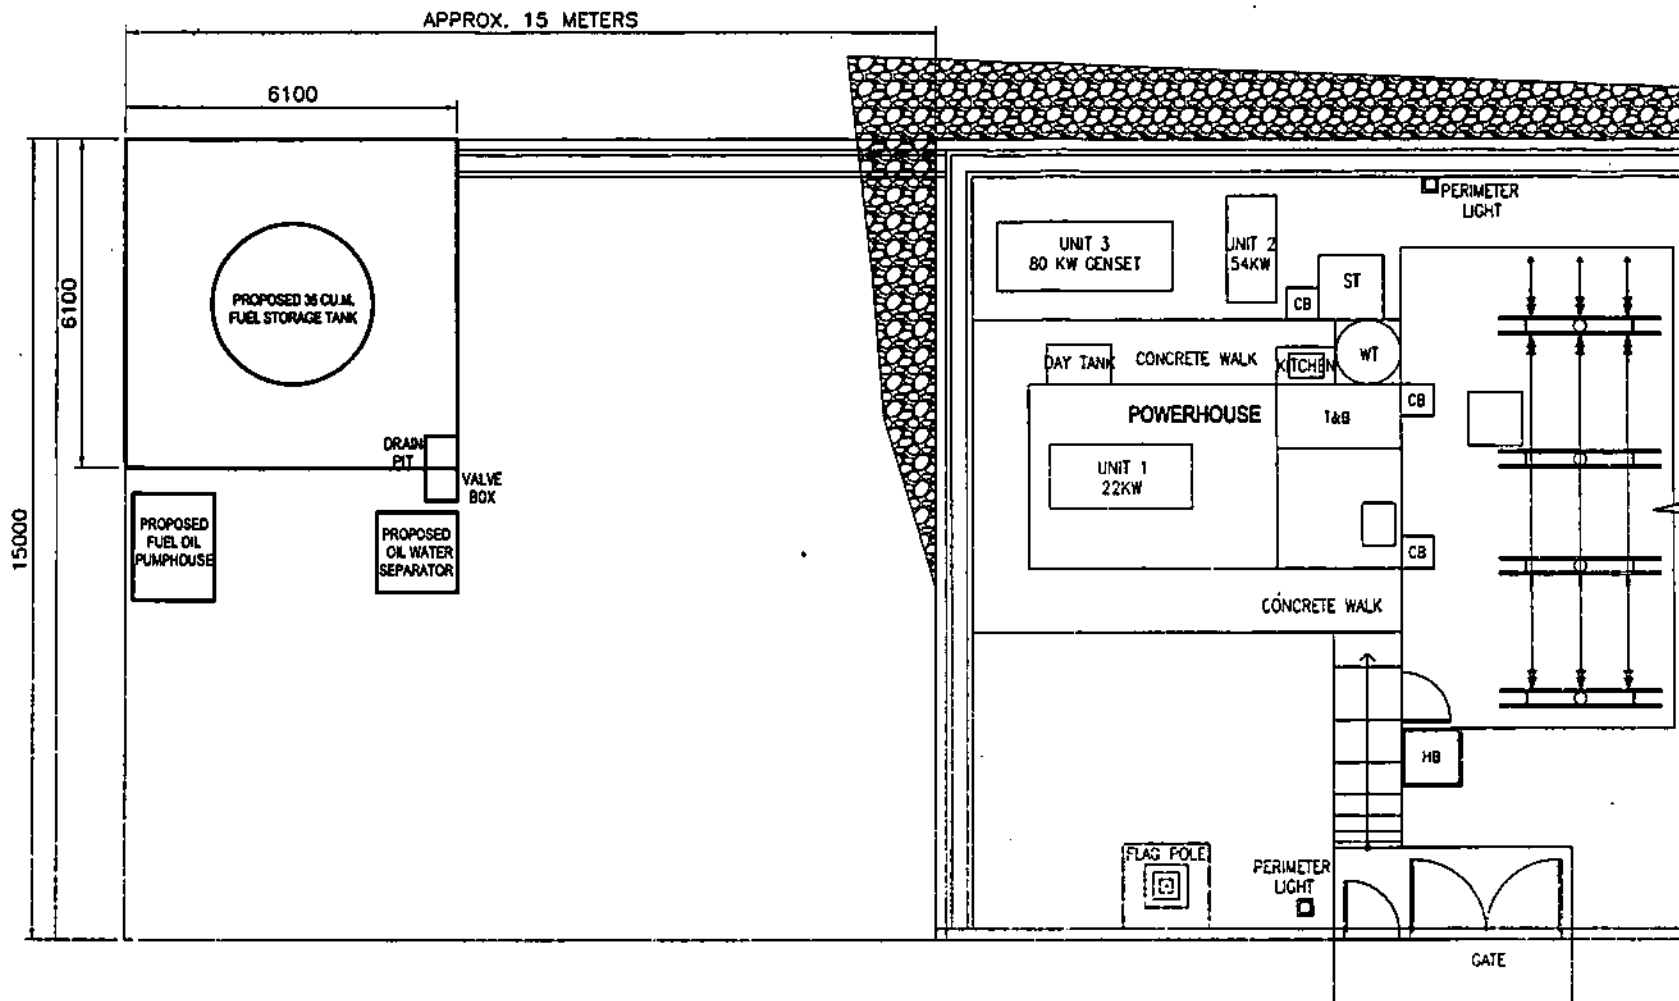 APPROX. 15 METERS
6100
6100
15000
PROPOSED 36 CU.M.
FUEL STORAGE TANK
DRAIN
PIT
VALVE
BOX
PROPOSED
FUEL OIL
PUMPHOUSE
PROPOSED
OIL WATER
SEPARATOR
PERIMETER
LIGHT
UNIT 3
80 KW GENSET
UNIT 2
54KW
CB
ST
DAY TANK
CONCRETE WALK
KITCHEN
WT
POWERHOUSE
T&B
CB
UNIT 1
22KW
CB
CONCRETE WALK
HB
FLAG POLE
PERIMETER
LIGHT
GATE